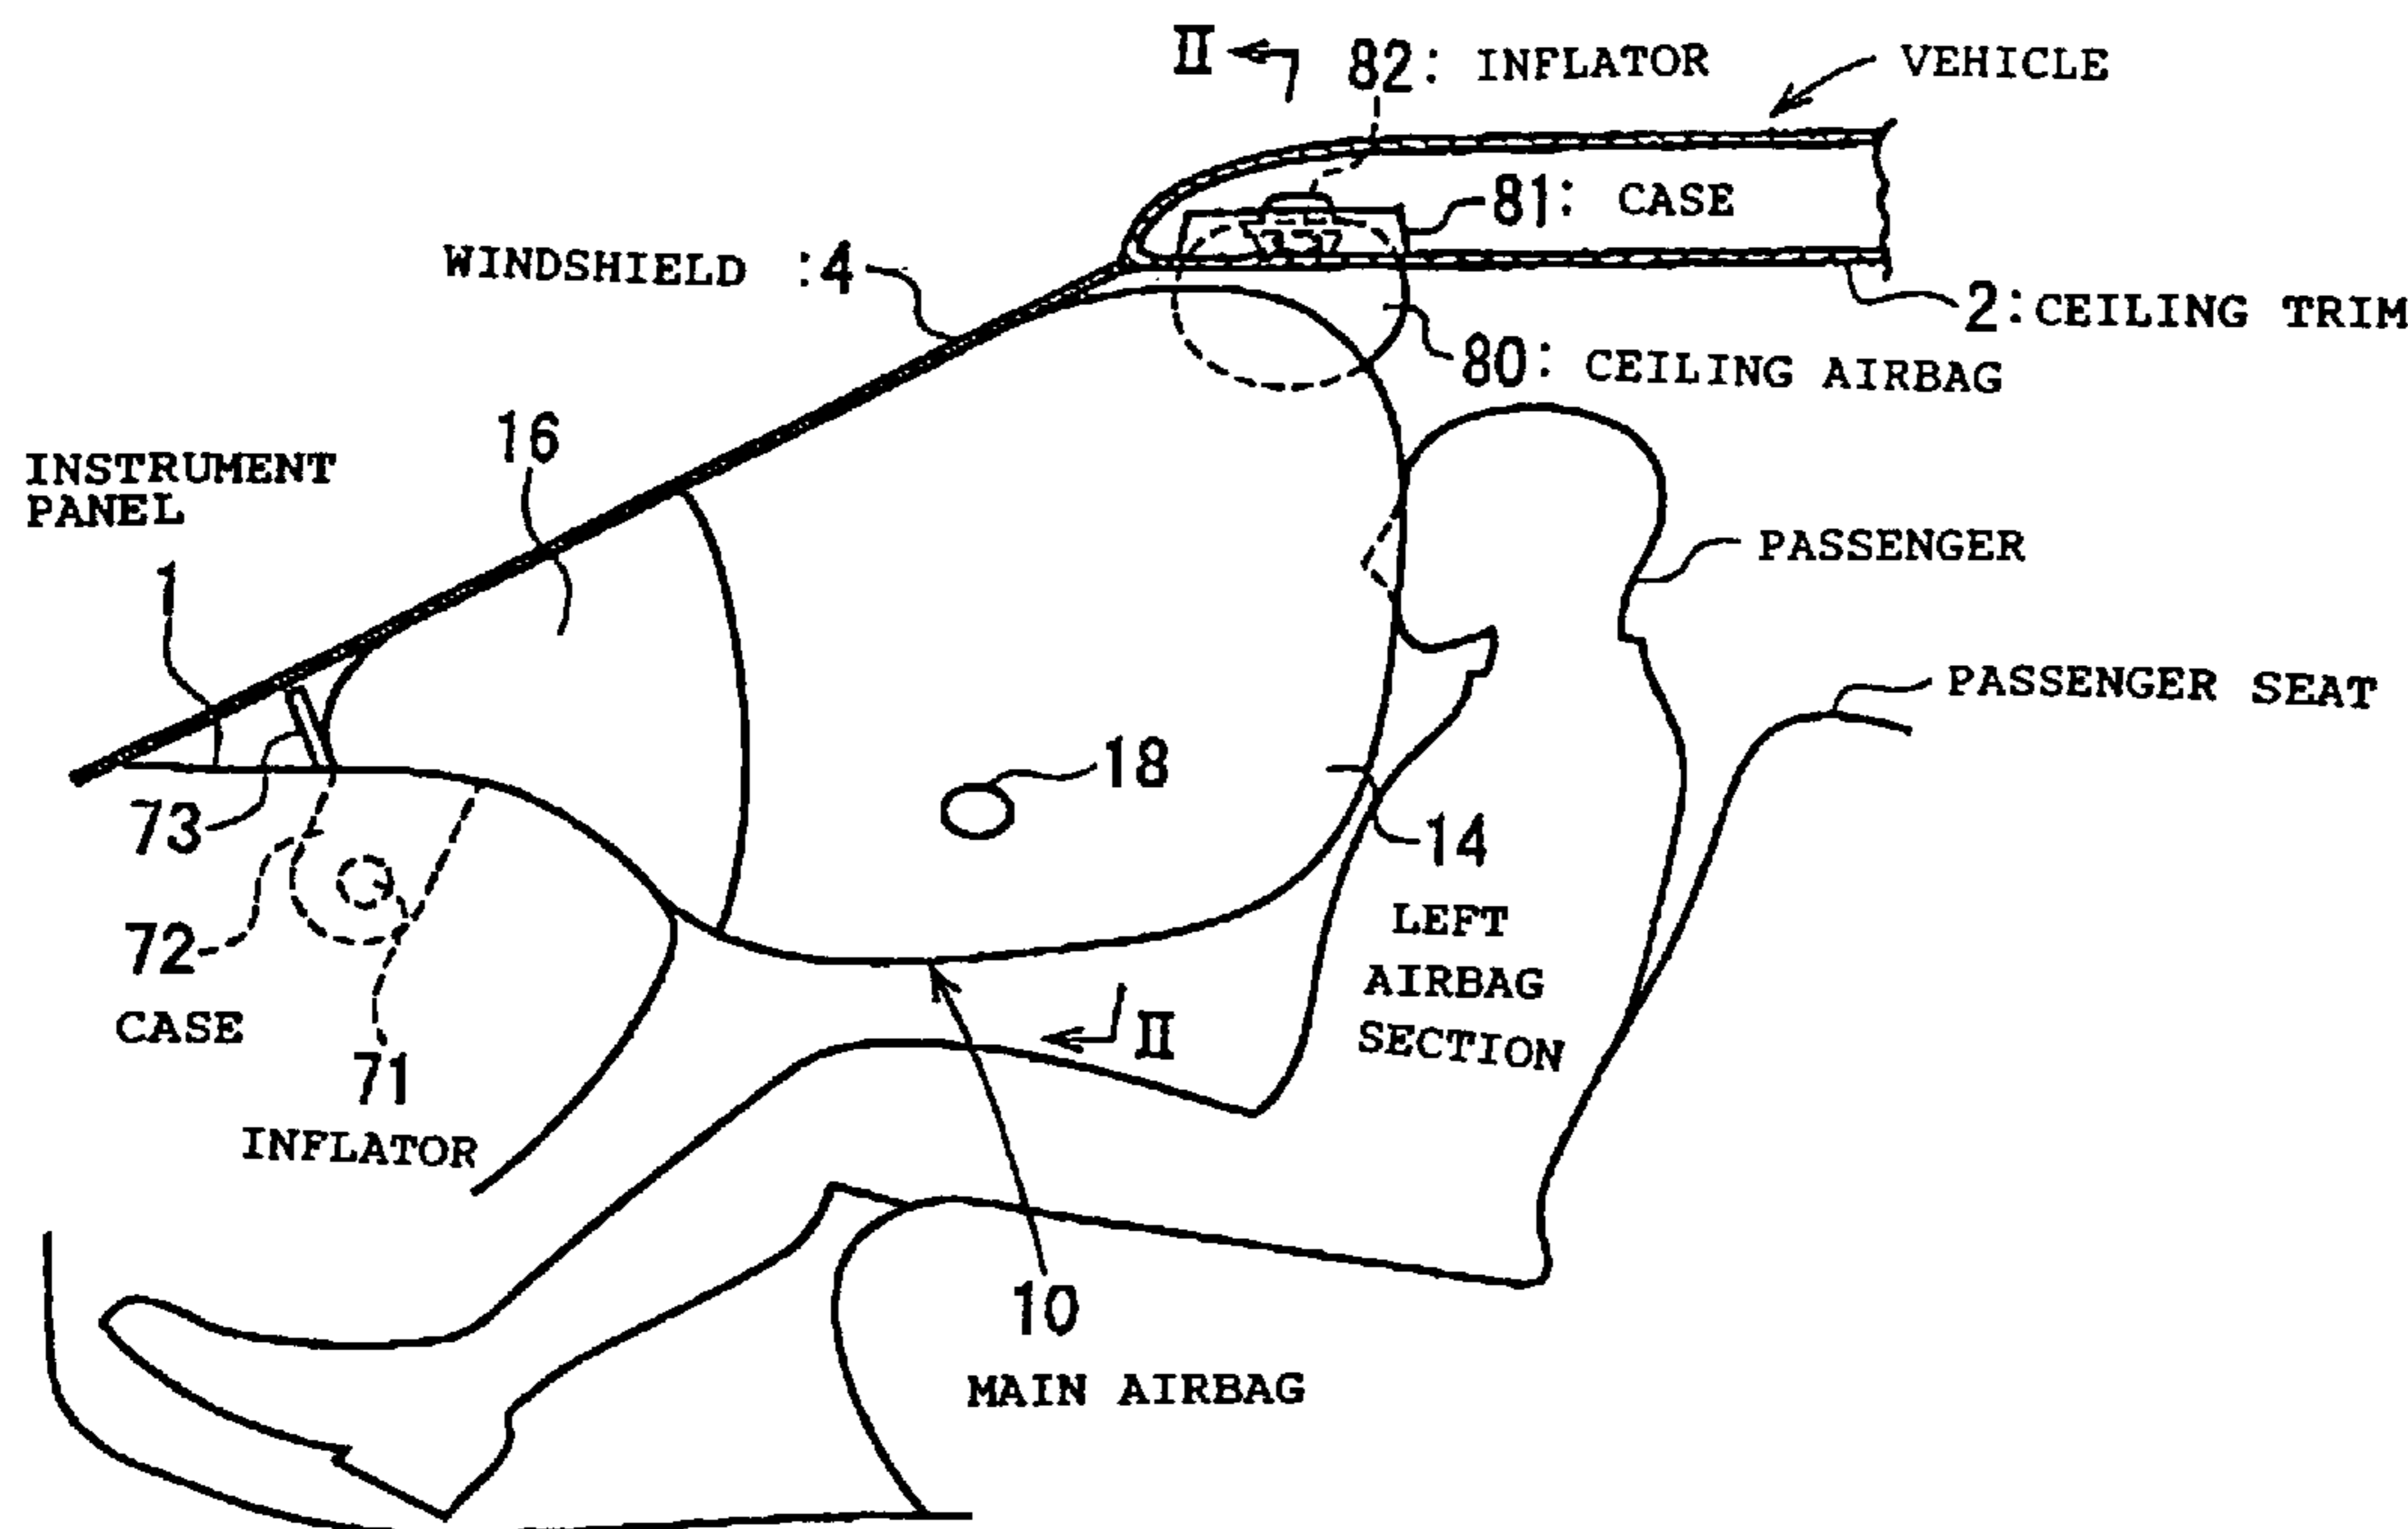 II
82: INFLATOR
VEHICLE
81: CASE
WINDSHIELD :4
2:CEILING TRIM
80: CEILING AIRBAG
16
INSTRUMENT
PANEL
1
PASSENGER
PASSENGER SEAT
18
73
14
LEFT
AIRBAG
SECTION
72
CASE
II
71
INFLATOR
10
MAIN AIRBAG